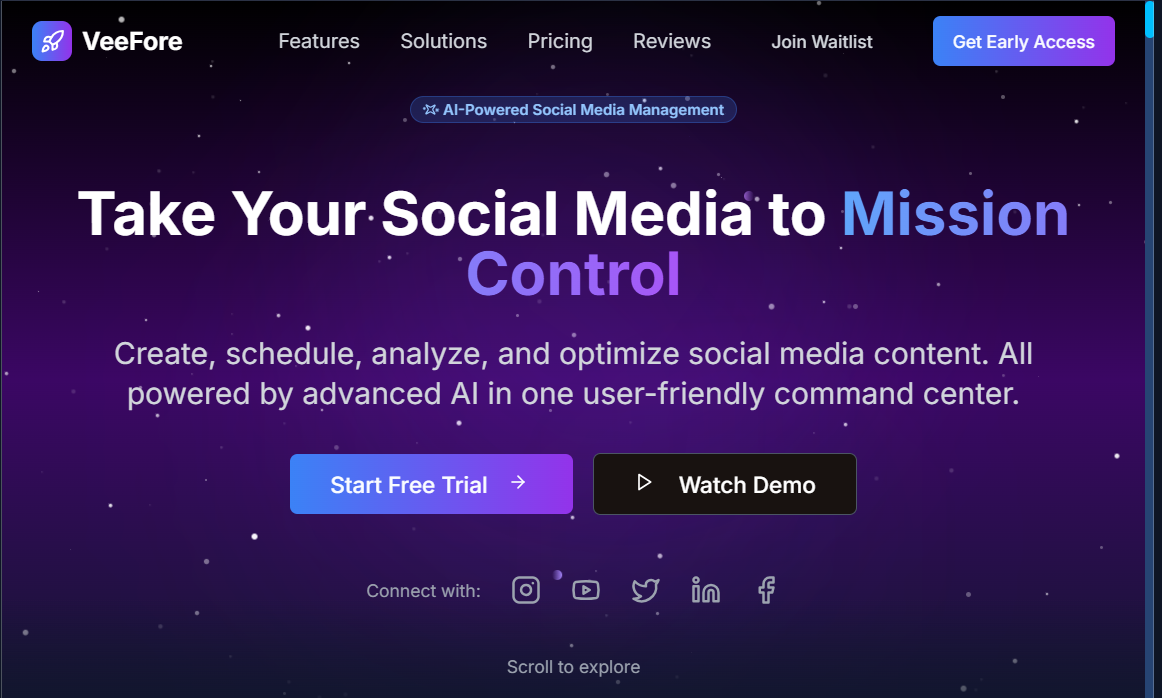 VeeFore
Features
Solutions
Pricing
Reviews
Join Waitlist
Get Early Access
AI-Powered Social Media Management
Take Your Social Media to Mission
Control
Create, schedule, analyze, and optimize social media content. All
powered by advanced AI in one user-friendly command center.
Start Free Trial
Watch Demo
Connect with:
Scroll to explore